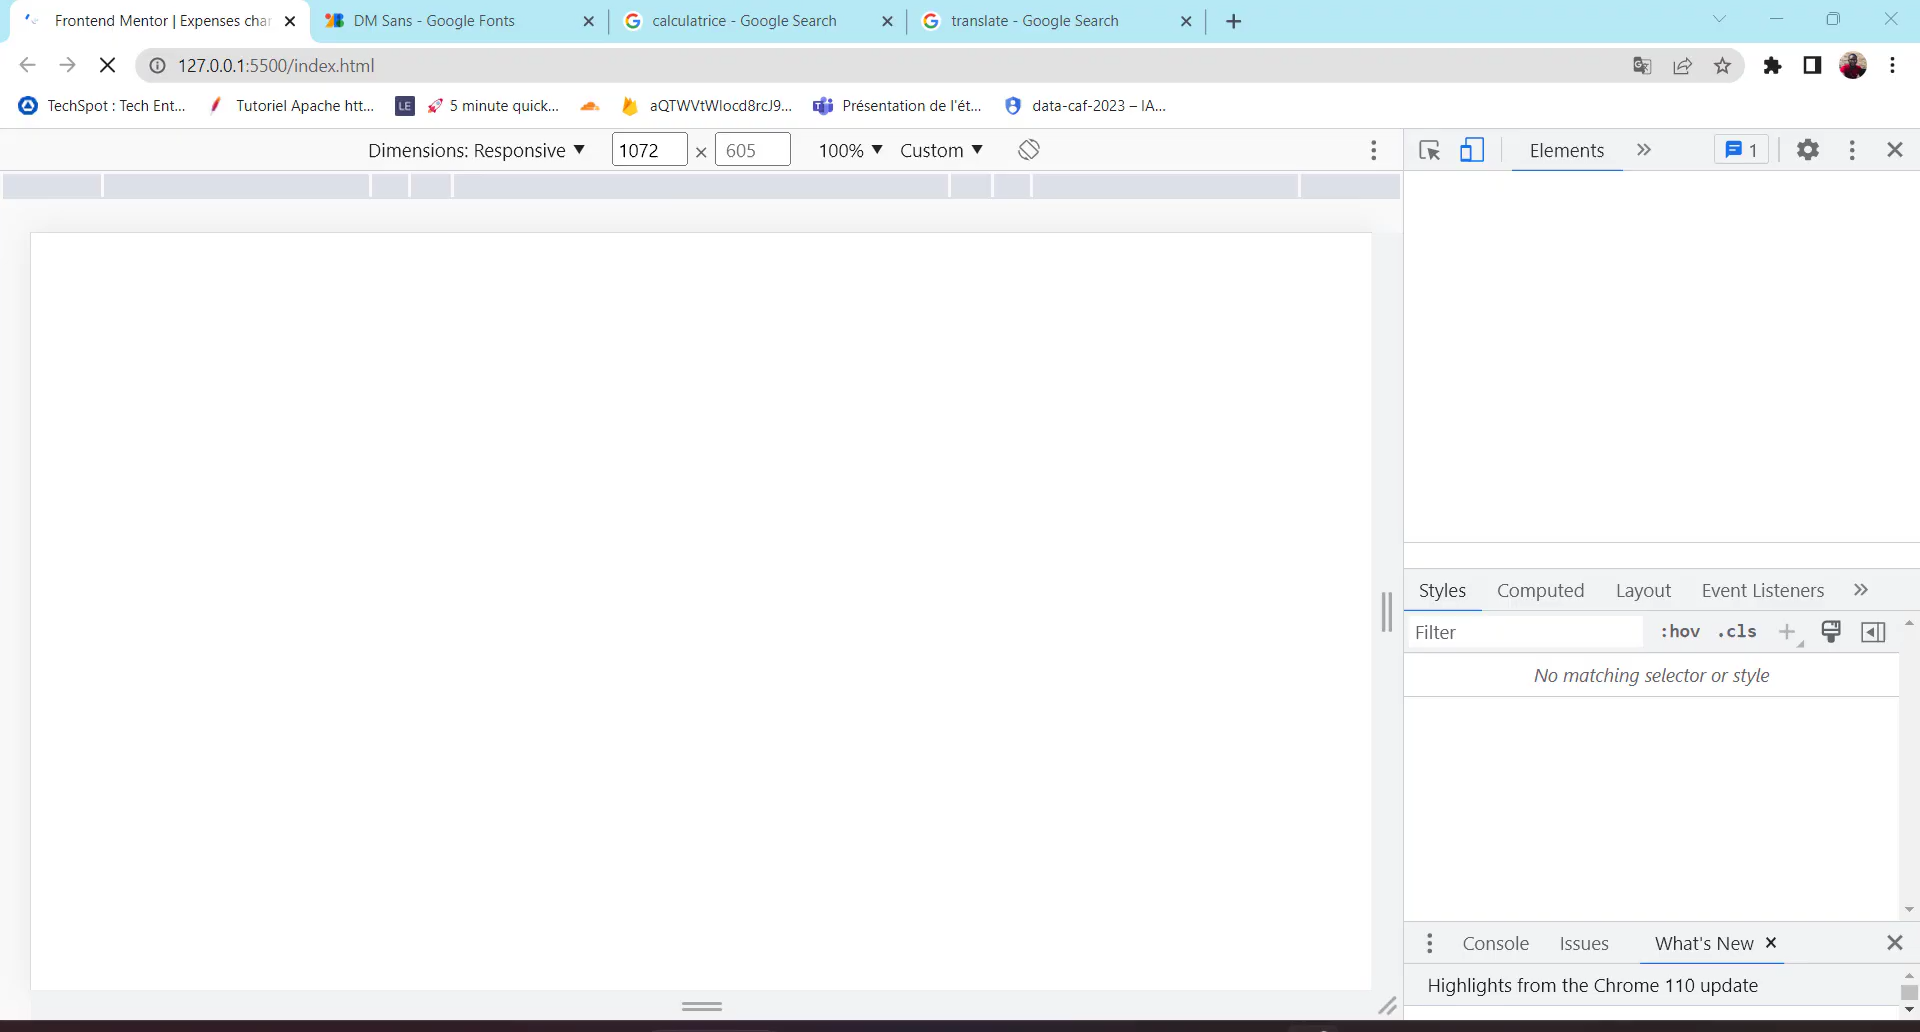 Frontend Mentor | Expenses char
DM Sans - Google Fonts
calculatrice - Google Search
translate - Google Search
127.0.0.1:5500/index.html
TechSpot : Tech Ent...
Tutoriel Apache htt...
LE
5 minute quick...
aQTWVtWlocd8rcJ9...
Présentation de l'ét...
data-caf-2023 – IA...
Dimensions: Responsive
1072 × 605
100%
Custom
Elements
1
Styles Computed Layout Event Listeners
Filter
:hov .cls
No matching selector or style
Console Issues What's New
Highlights from the Chrome 110 update